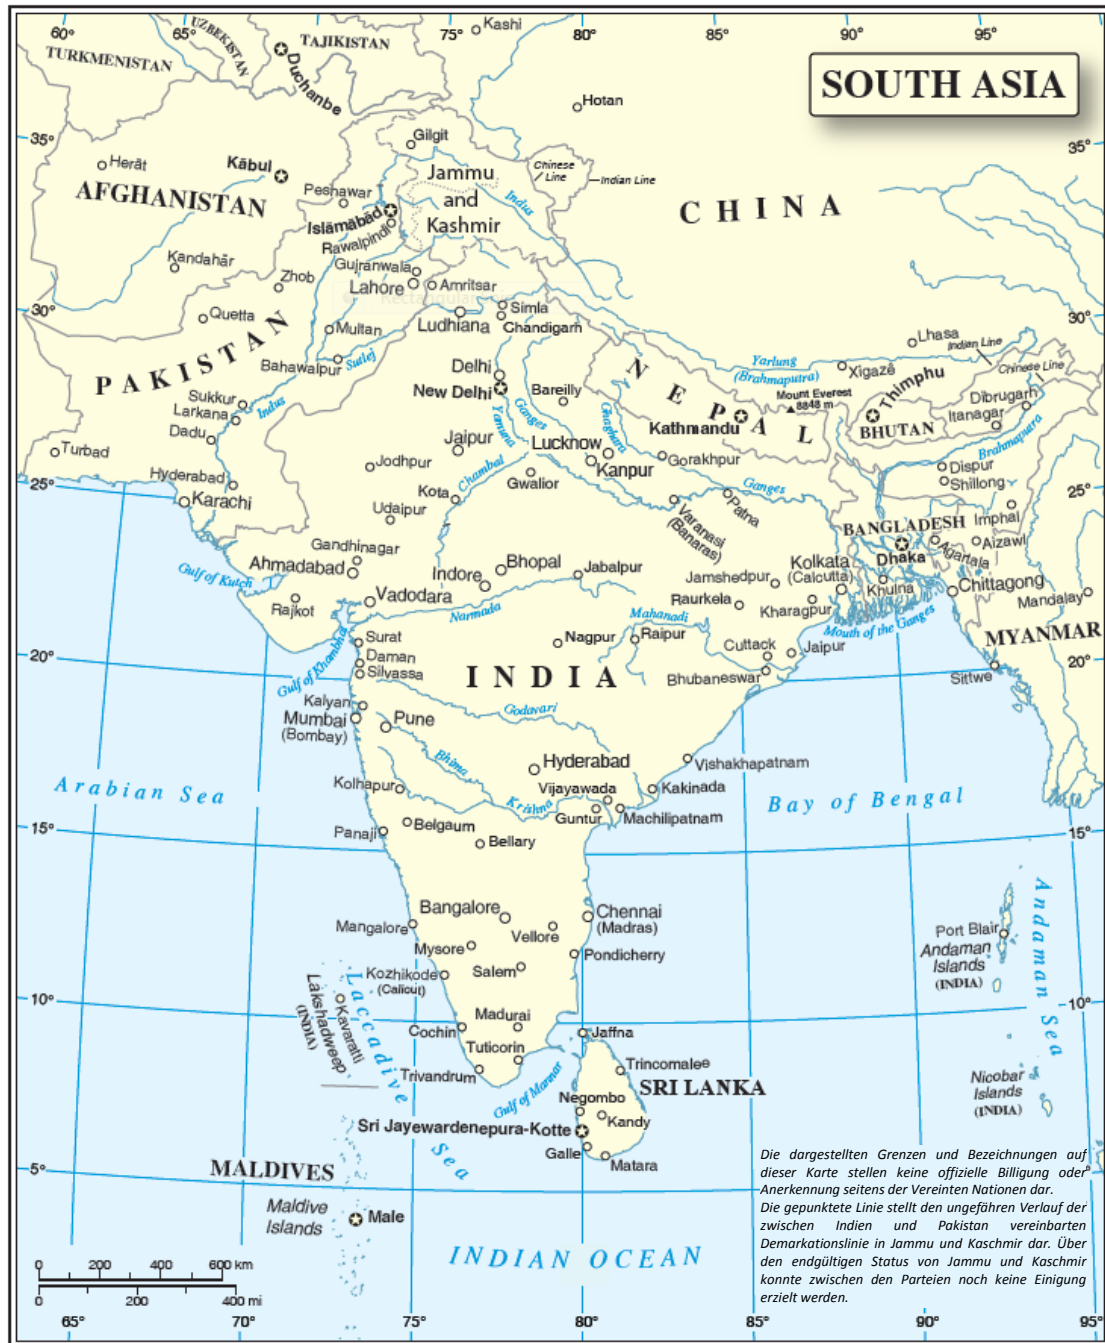 60°
65°
75°
80°
85°
90°
95°
SOUTH ASIA
UZBEKISTAN
TAJIKISTAN
TURKMENISTAN
Duchanbe
Kashi
Hotan
35°
35°
Gilgit
Herāt
Kābul
AFGHANISTAN
Peshawar
Islāmābād
Rawalpindi
Jammu
and
Kashmir
Indus
Chinese
Line
Indian Line
CHINA
Kandahār
Zhob
Gujranwala
Lahore
Amritsar
Quetta
Multan
Ludhiana
Simla
Chandigarh
30°
30°
PAKISTAN
Bahawalpur
Sutlej
Delhi
New Delhi
Bareilly
NEPAL
Yarlung
(Brahmaputra)
Lhasa
Indian Line
Xigazê
Chinese Line
Mount Everest
8848 m
Thimphu
Dibrugarh
Itanagar
BHUTAN
Brahmaputra
Kathmandu
Sukkur
Larkana
Indus
Dadu
Turbad
Hyderabad
Karachi
Yamuna
Ganges
Ghaghara
Jaipur
Lucknow
Kanpur
Gorakhpur
Jodhpur
Chambal
Gwalior
Kota
Udaipur
Ganges
Patna
Varanasi
(Banaras)
Dispur
Shillong
Imphal
25°
25°
BANGLADESH
Dhaka
Agartala
Aizawl
Gandhinagar
Ahmadabad
Gulf of Kutch
Indore
Bhopal
Jabalpur
Jamshedpur
Kolkata
(Calcutta)
Khulna
Chittagong
Mandalay
Rajkot
Vadodara
Narmada
Raurkela
Kharagpur
Mahanadi
Mouth of the Ganges
MYANMAR
Surat
Daman
Silvassa
Gulf of Khambhat
Nagpur
Raipur
Cuttack
Jaipur
Bhubaneswar
Sittwe
20°
20°
INDIA
Kalyan
Mumbai
(Bombay)
Pune
Godavari
Bhima
Hyderabad
Vishakhapatnam
Arabian Sea
Kolhapur
Vijayawada
Kakinada
Krishna
Guntur
Machilipatnam
Bay of Bengal
15°
15°
Panaji
Belgaum
Bellary
Bangalore
Chennai
(Madras)
Mangalore
Vellore
Mysore
Pondicherry
Kozhikode
(Calicut)
Salem
Port Blair
Andaman
Islands
(INDIA)
Andaman Sea
10°
10°
Laccadive
Sea
Kavaratti
Lakshadweep
(INDIA)
Cochin
Madurai
Jaffna
Tuticorin
Trivandrum
Gulf of Mannar
Trincomalee
SRI LANKA
Negombo
Kandy
Sri Jayewardenepura-Kotte
Galle
Matara
Nicobar
Islands
(INDIA)
5°
MALDIVES
Maldive
Islands
Male
INDIAN OCEAN
Die dargestellten Grenzen und Bezeichnungen auf
dieser Karte stellen keine offizielle Billigung oder
Anerkennung seitens der Vereinten Nationen dar.
Die gepunktete Linie stellt den ungefähren Verlauf der
zwischen Indien und Pakistan vereinbarten
Demarkationslinie in Jammu und Kaschmir dar. Über
den endgültigen Status von Jammu und Kaschmir
konnte zwischen den Parteien noch keine Einigung
erzielt werden.
0 200 400 600 km
0 200 400 mi
65°
70°
75°
80°
85°
90°
95°